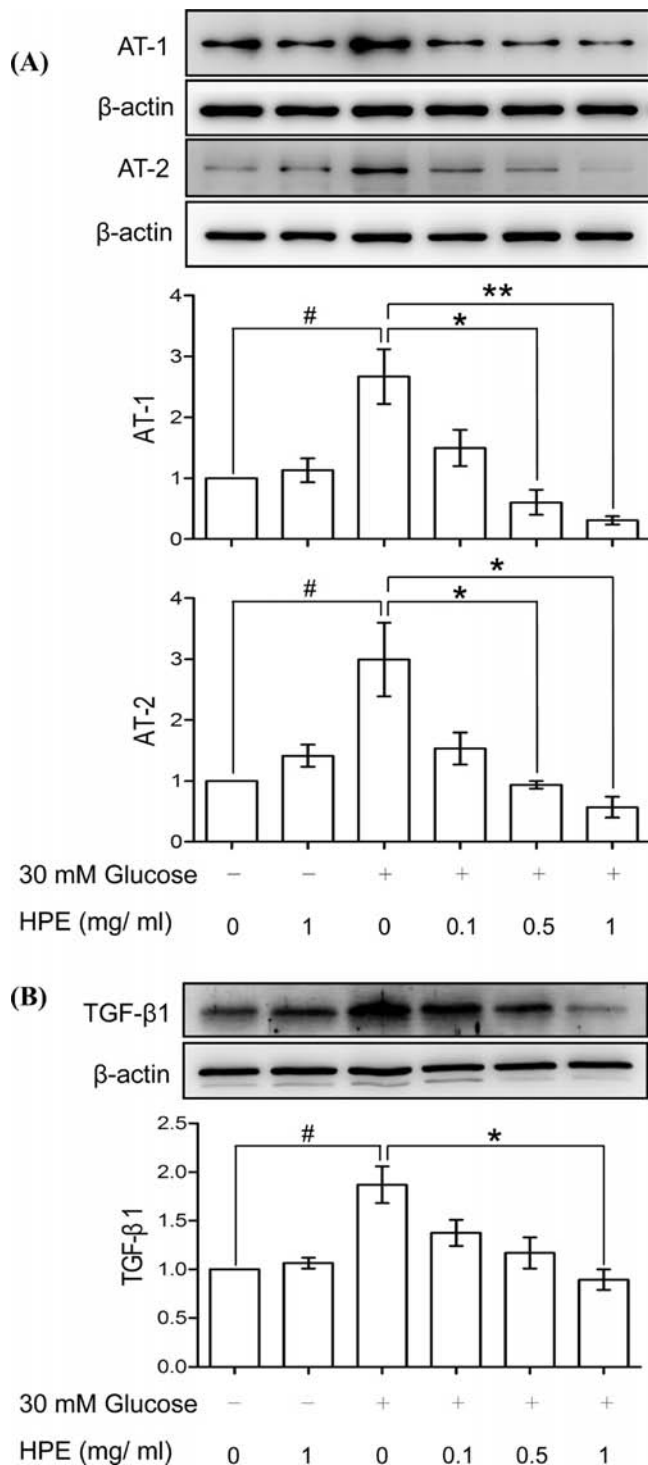 (A)
AT-1
β-actin
AT-2
β-actin
4
3
2
1
0
AT-1
# * **
4
3
2
1
0
AT-2
# * *
30 mM Glucose – – + + + +
HPE (mg/ ml) 0 1 0 0.1 0.5 1
(B)
TGF-β1
β-actin
2.5
2.0
1.5
1.0
0.5
0.0
TGF-β1
# *
30 mM Glucose – – + + + +
HPE (mg/ ml) 0 1 0 0.1 0.5 1